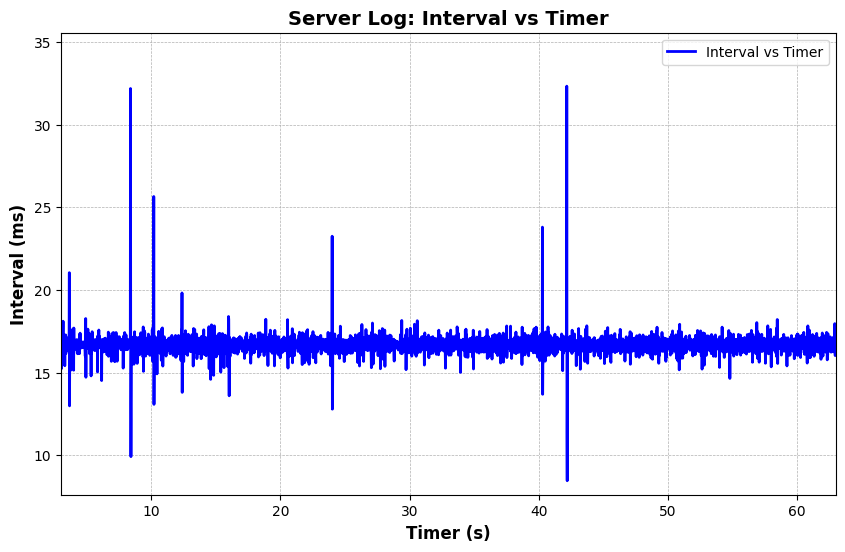 Server Log: Interval vs Timer
Interval vs Timer
35
30
25
20
15
10
Interval (ms)
10 20 30 40 50 60
Timer (s)